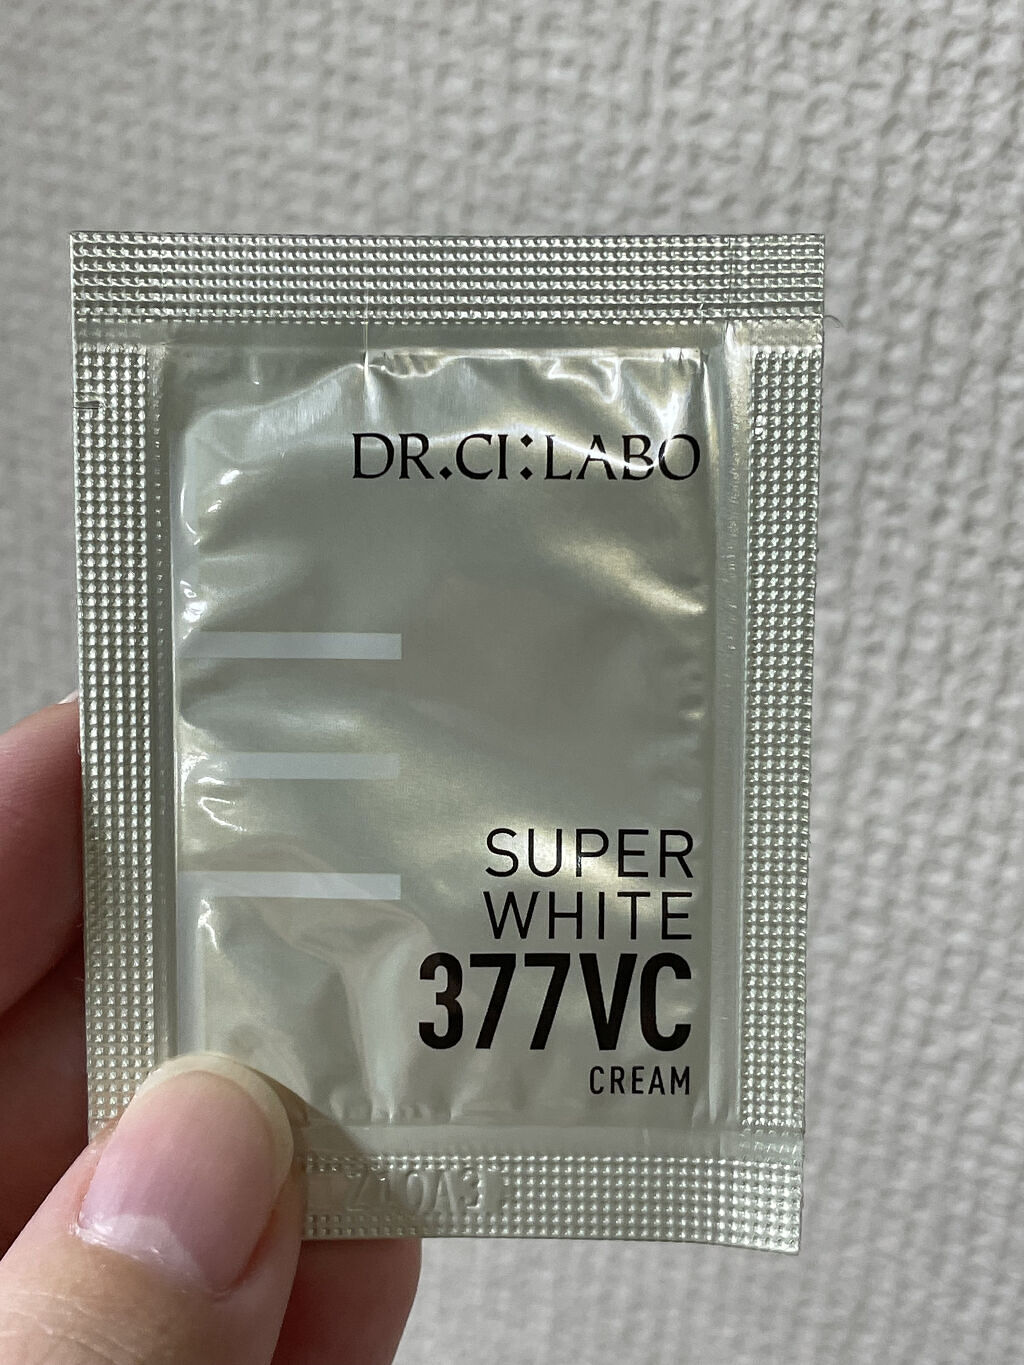 DR.CI:LABO
SUPER
WHITE
377VC
CREAM